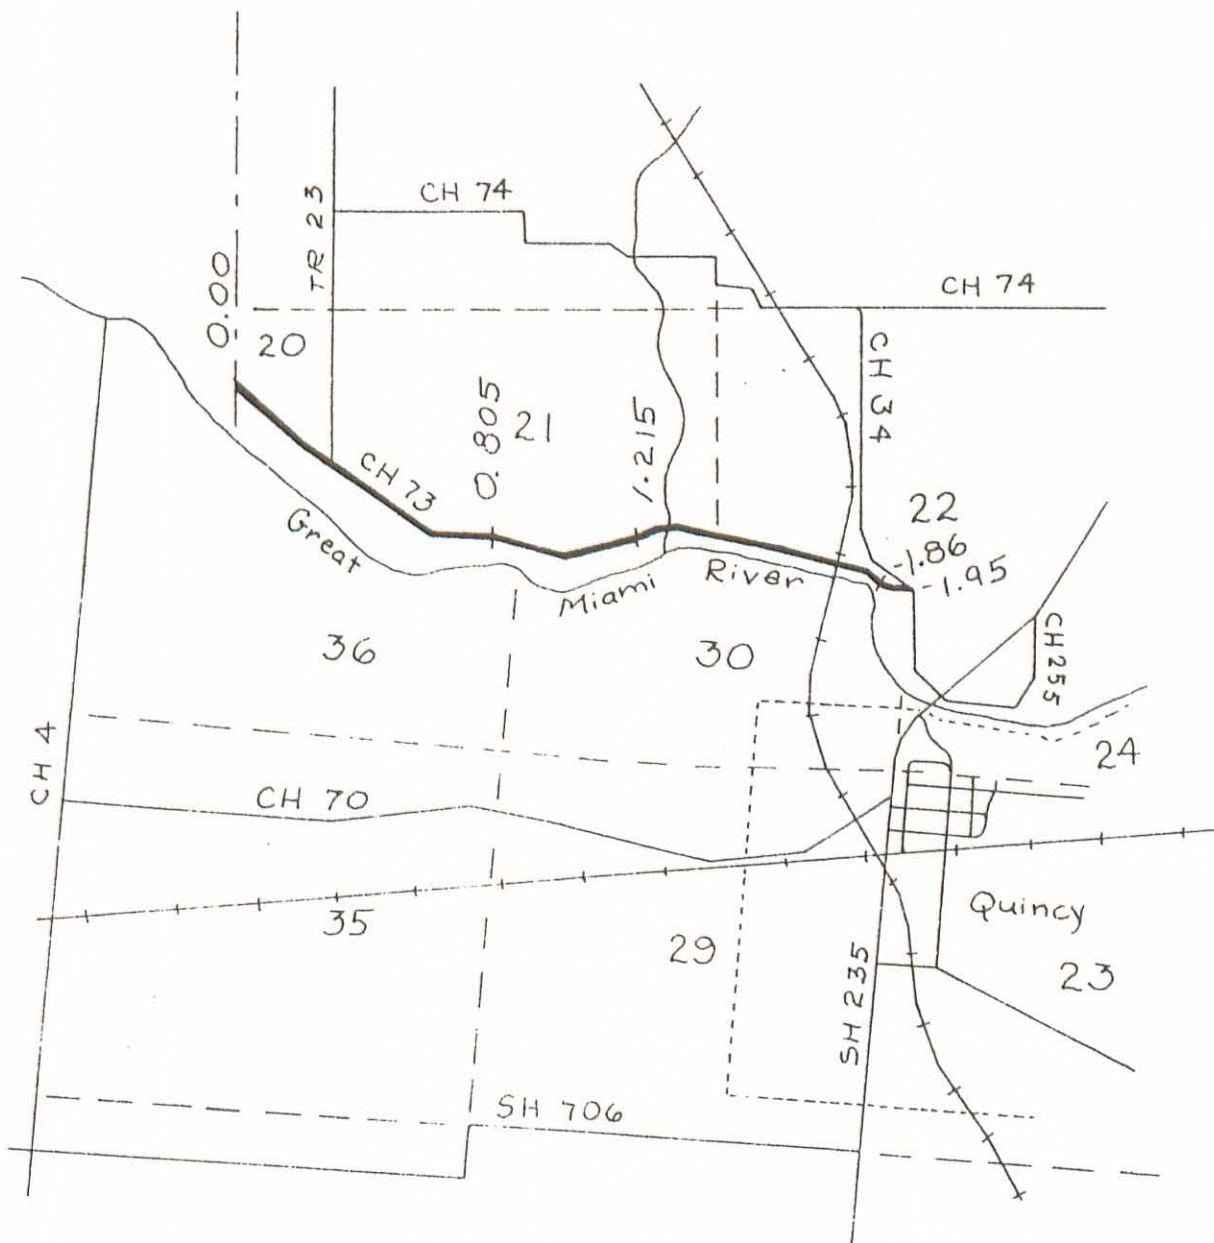 TR 23
CH 74
0.00
CH 74
20
CH 34
0.805
21
1.215
CH 73
22
-1.86
-1.95
Great Miami River
36
30
CH 255
CH 4
24
CH 70
35
29
Quincy
23
SH 235
SH 706